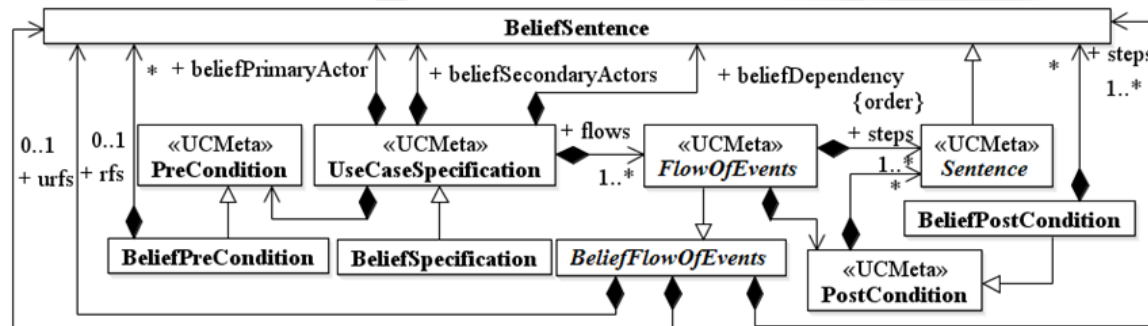 BeliefSentence
+ beliefPrimaryActor
+ beliefSecondaryActors
+ beliefDependency
+ steps
1..*
*
*
{order}
0..1
+ urfs
0..1
+ rfs
«UCMeta»
PreCondition
«UCMeta»
UseCaseSpecification
+ flows
1..*
«UCMeta»
FlowOfEvents
+ steps
1..*
*
«UCMeta»
Sentence
BeliefPostCondition
BeliefPreCondition
BeliefSpecification
BeliefFlowOfEvents
«UCMeta»
PostCondition